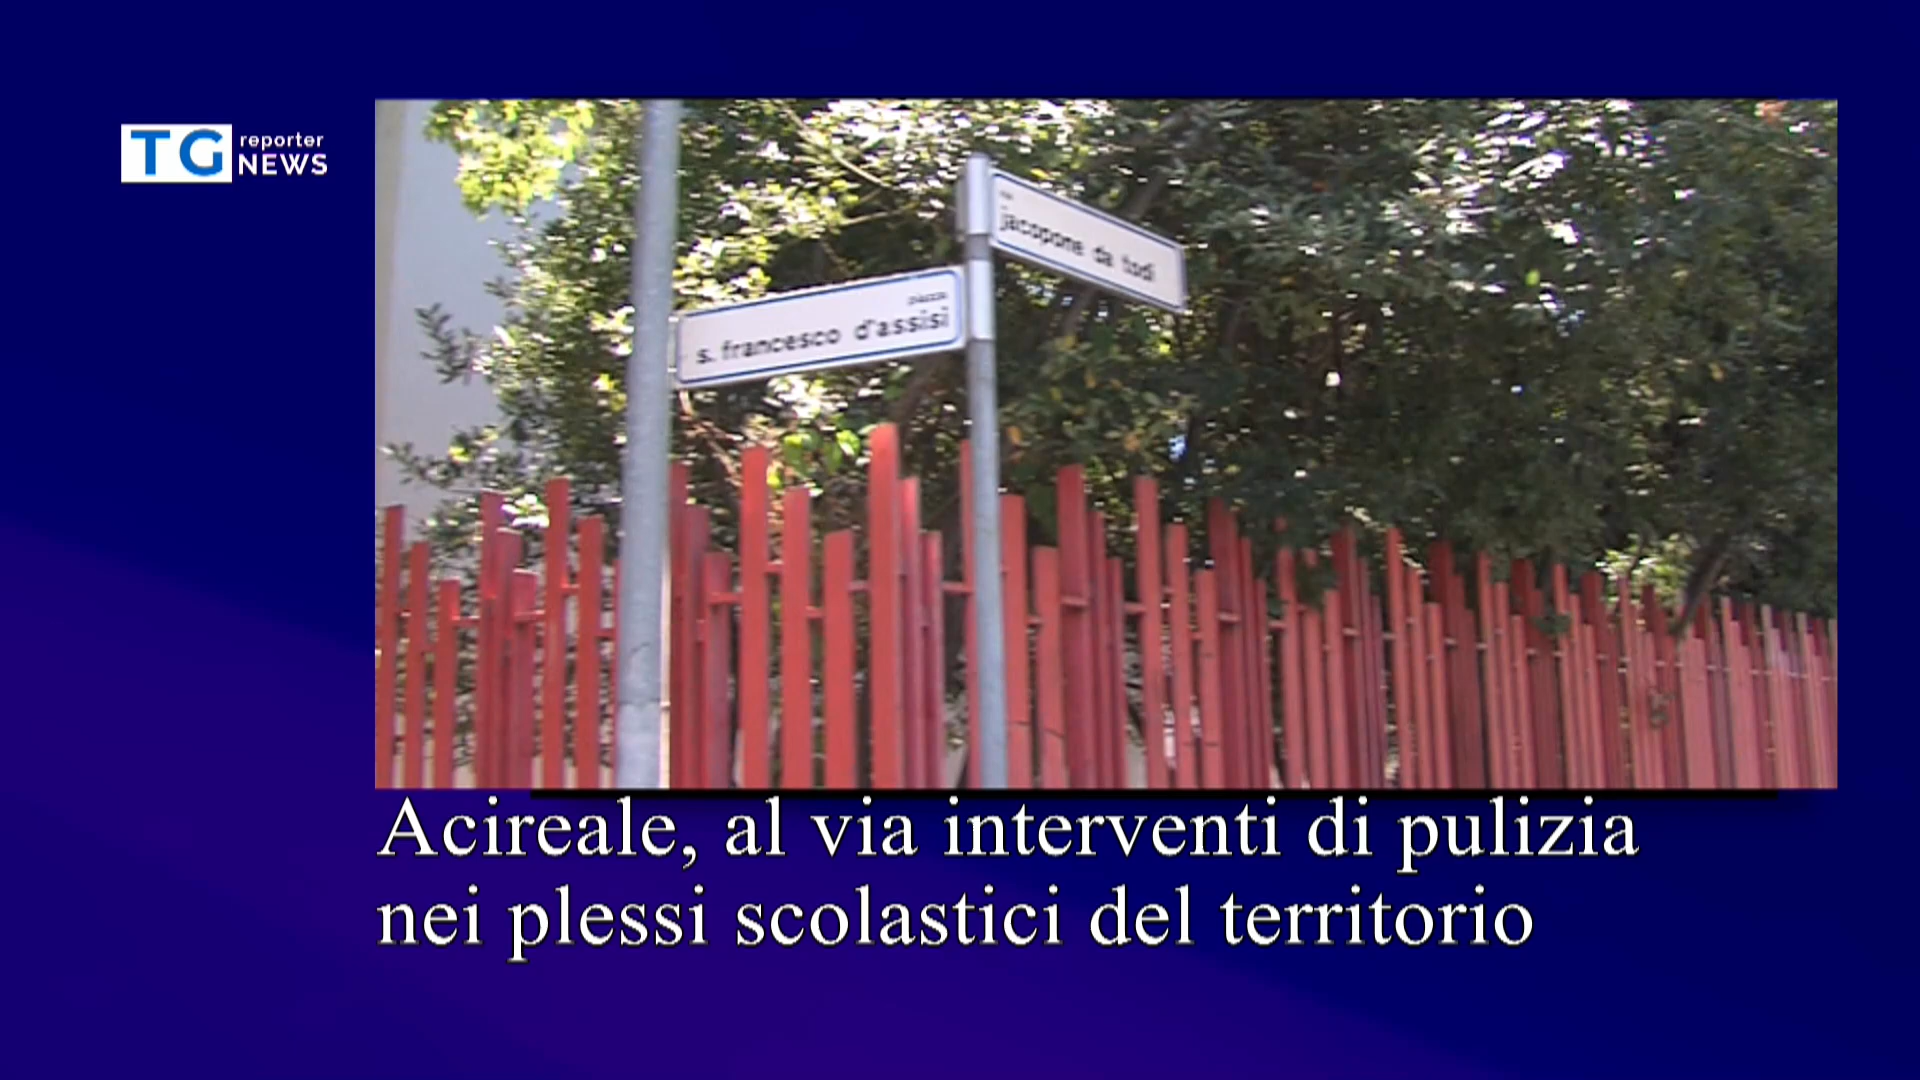 TG reporter
NEWS
jacopone da todi
piazza
s. francesco d'assisi
Acireale, al via interventi di pulizia
nei plessi scolastici del territorio